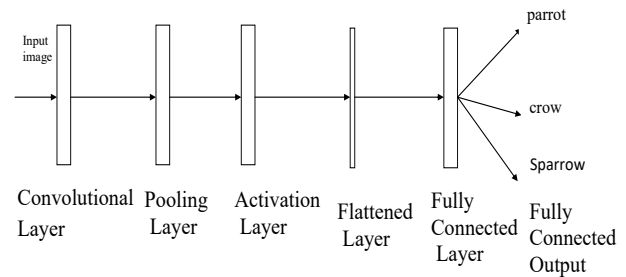 Input
image
parrot
crow
Sparrow
Convolutional
Layer
Pooling
Layer
Activation
Layer
Flattened
Layer
Fully
Connected
Layer
Fully
Connected
Output